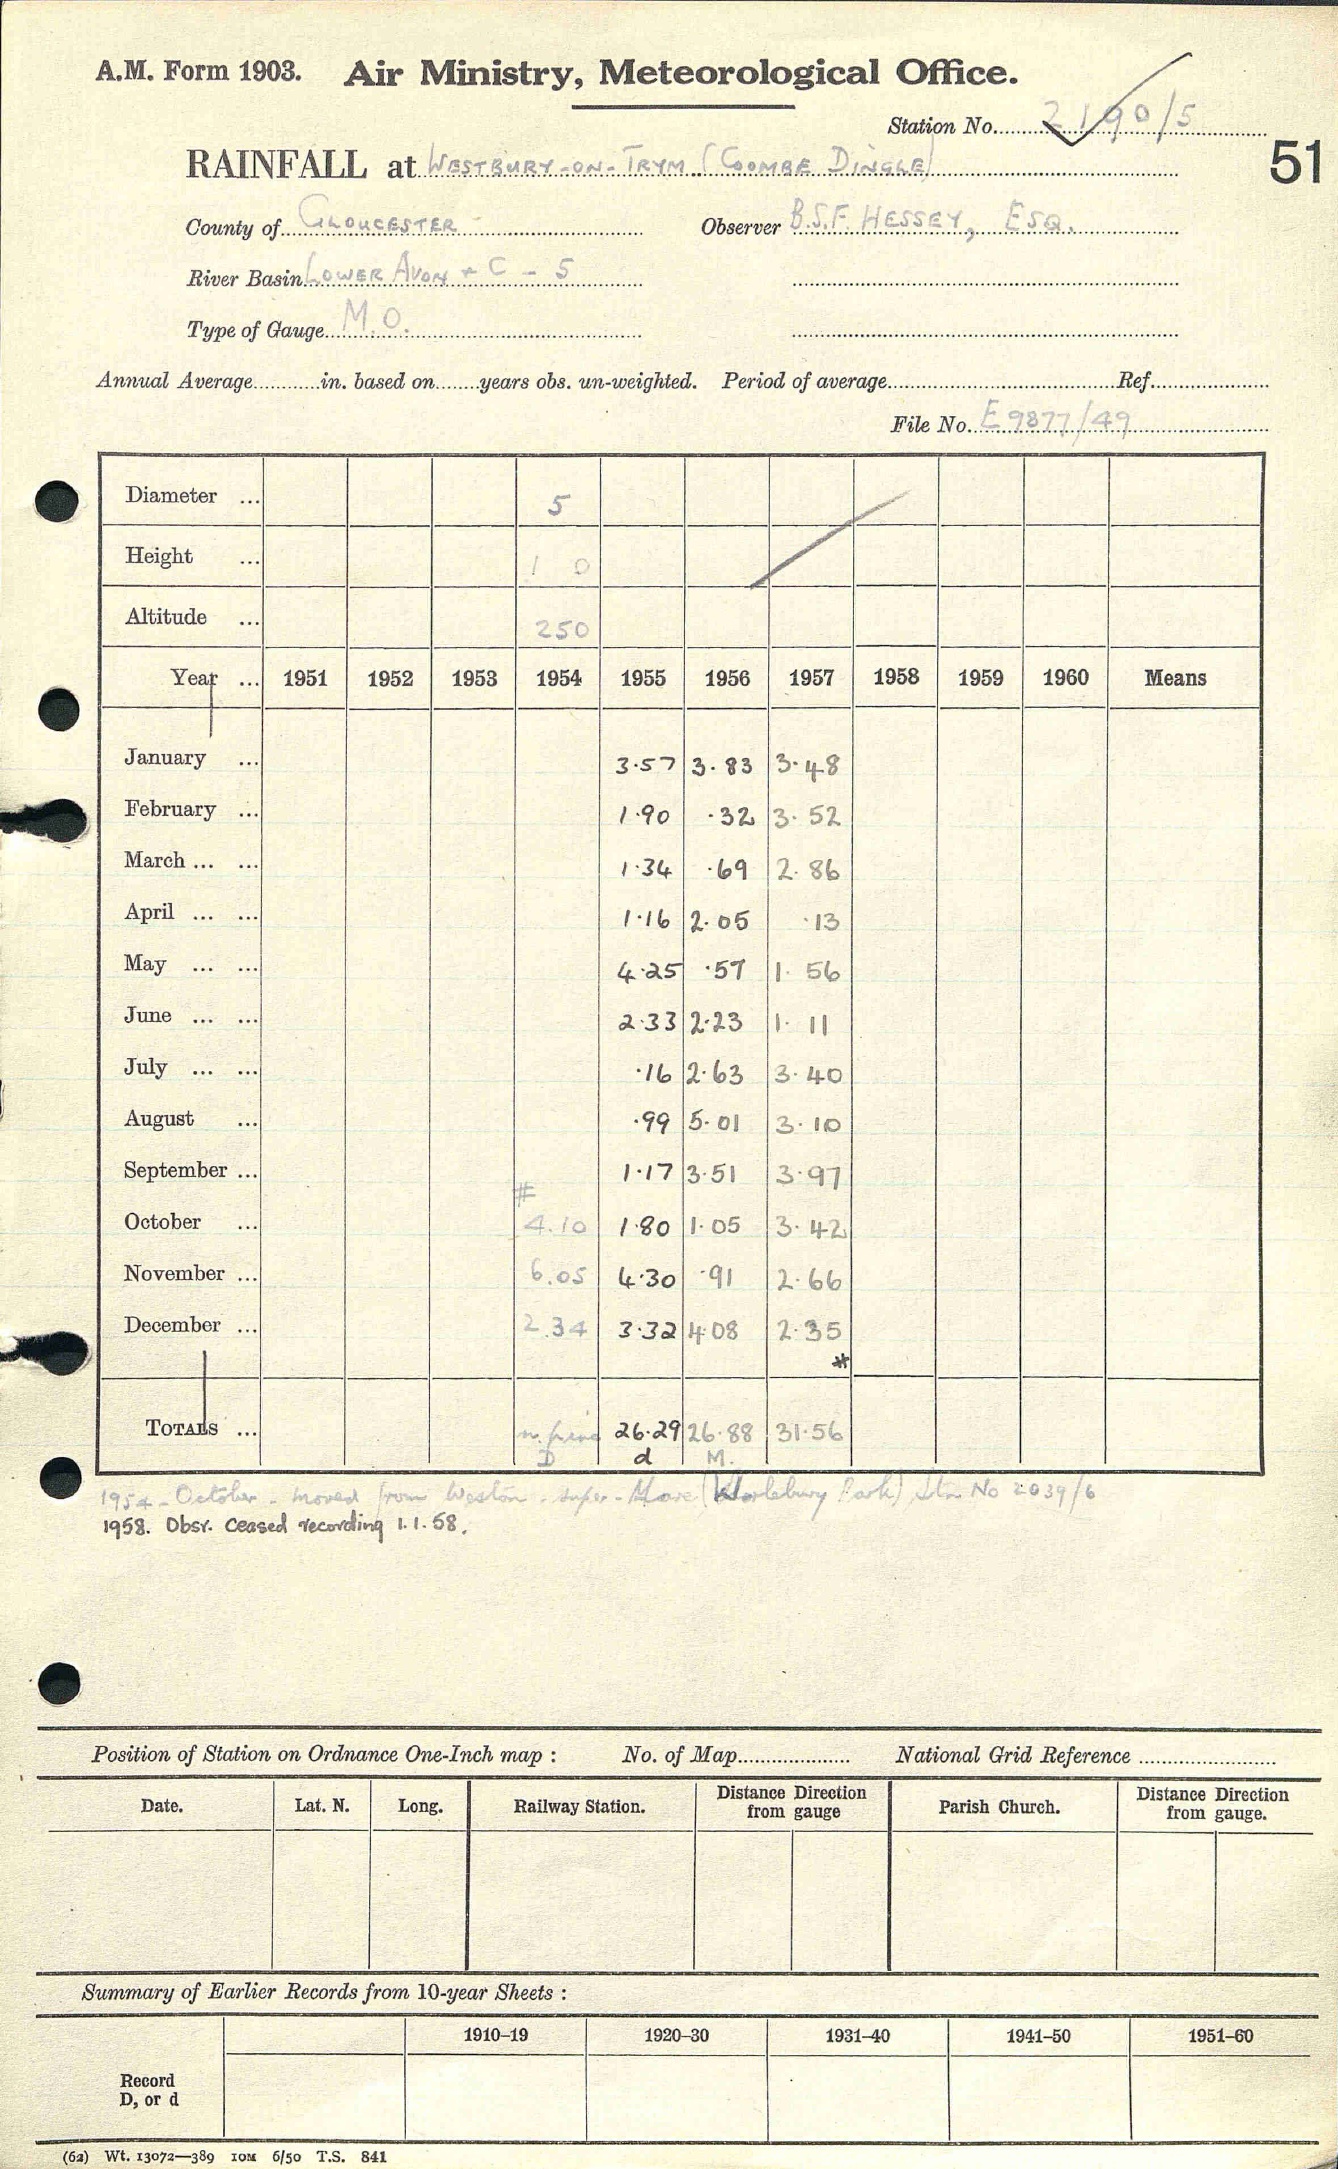 A.M. Form 1903. Air Ministry, Meteorological Office.
Station No. 2190/5
RAINFALL at WESTBURY-ON-TRYM (COOMBE DINGLE)
51
County of GLOUCESTER Observer B.S.F. HESSEY, ESQ.
River Basin LOWER AVON + C - 5
Type of Gauge M.O.
Annual Average in. based on years obs. un-weighted. Period of average Ref.
File No. E9877/49
Diameter ... 5
Height ... 1 0
Altitude ... 250
Year ... 1951 1952 1953 1954 1955 1956 1957 1958 1959 1960 Means
January ... 3.57 3.83 3.48
February ... 1.90 .32 3.52
March ... ... 1.34 .69 2.86
April ... ... 1.16 2.05 .13
May ... ... 4.25 .57 1.56
June ... ... 2.33 2.23 1.11
July ... ... .16 2.63 3.40
August ... .99 5.01 3.10
September ... 1.17 3.51 3.97
#
October ... 4.10 1.80 1.05 3.42
November ... 6.05 4.30 .91 2.66
December ... 2.34 3.32 4.08 2.35
*
TOTALS ... 26.29 26.88 31.56
D d M.
1954 - October - moved from Weston-super-Mare (Worlebury Park) Stn No 2039/6
1958. Obsr. Ceased recording 1.1.58.
Position of Station on Ordnance One-Inch map : No. of Map National Grid Reference
Date. Lat. N. Long. Railway Station. Distance Direction from gauge Parish Church. Distance Direction from gauge.
Summary of Earlier Records from 10-year Sheets :
1910–19 1920–30 1931–40 1941–50 1951–60
Record
D, or d
(62) Wt. 13072—389 10M 6/50 T.S. 841